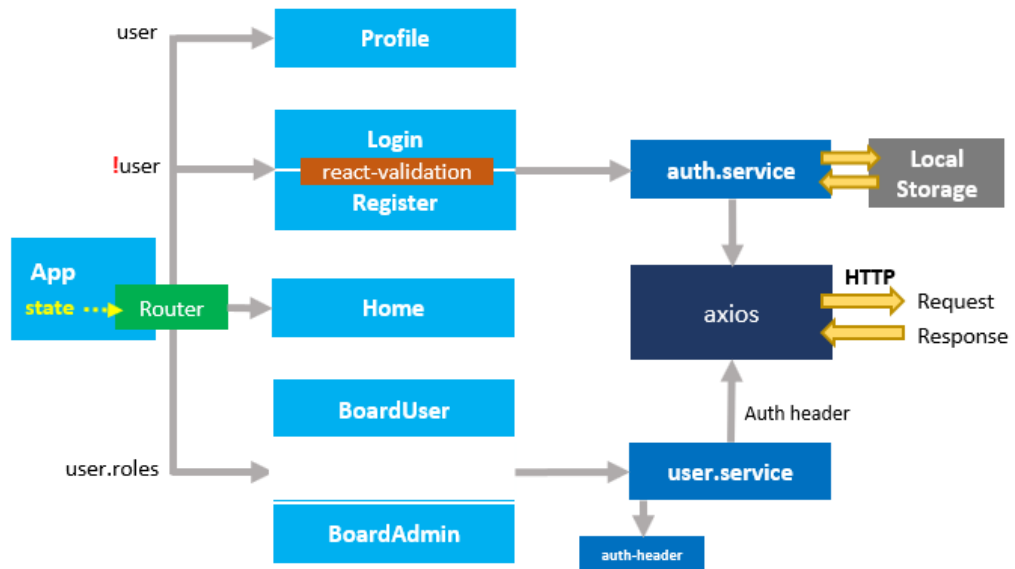 user
Profile
!user
Login
react-validation
Register
auth.service
Local
Storage
App
state
Router
Home
axios
HTTP
Request
Response
BoardUser
Auth header
user.roles
user.service
BoardAdmin
auth-header